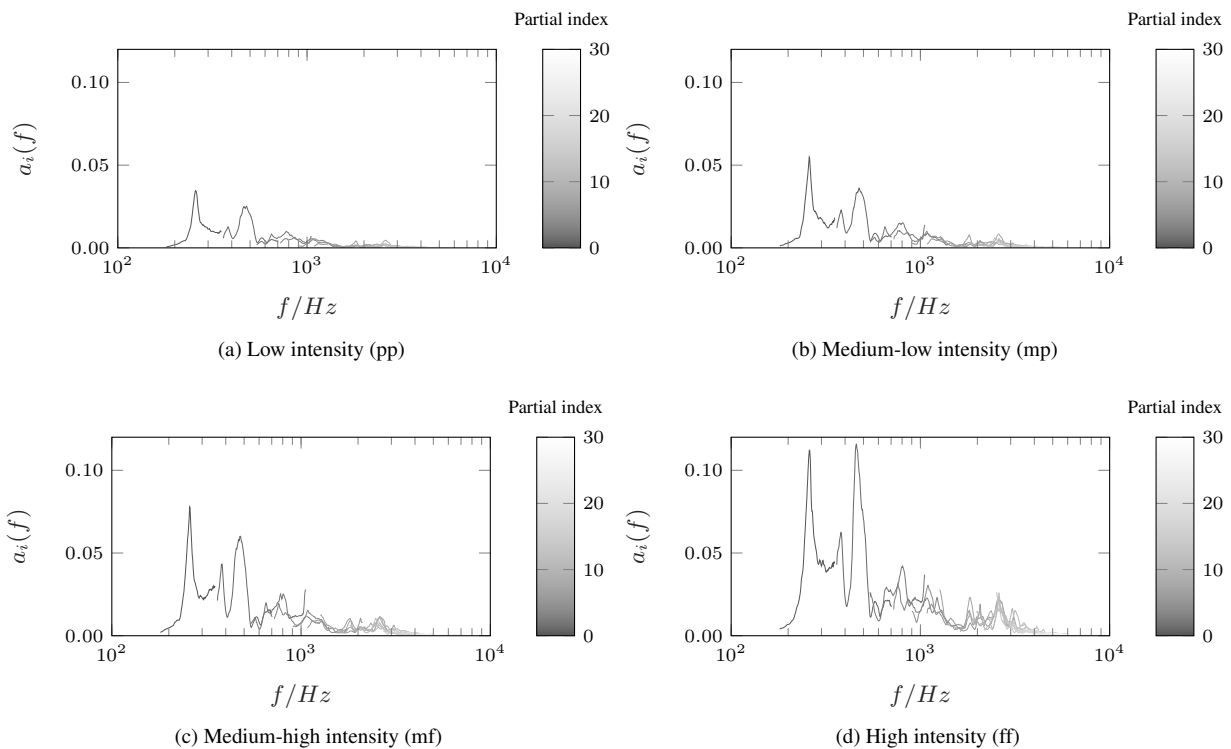 Partial index
0.10
0.05
0.00
a_i(f)
10^2
10^3
10^4
f/Hz
30
20
10
0
(a) Low intensity (pp)
Partial index
0.10
0.05
0.00
a_i(f)
10^2
10^3
10^4
f/Hz
30
20
10
0
(b) Medium-low intensity (mp)
Partial index
0.10
0.05
0.00
a_i(f)
10^2
10^3
10^4
f/Hz
30
20
10
0
(c) Medium-high intensity (mf)
Partial index
0.10
0.05
0.00
a_i(f)
10^2
10^3
10^4
f/Hz
30
20
10
0
(d) High intensity (ff)